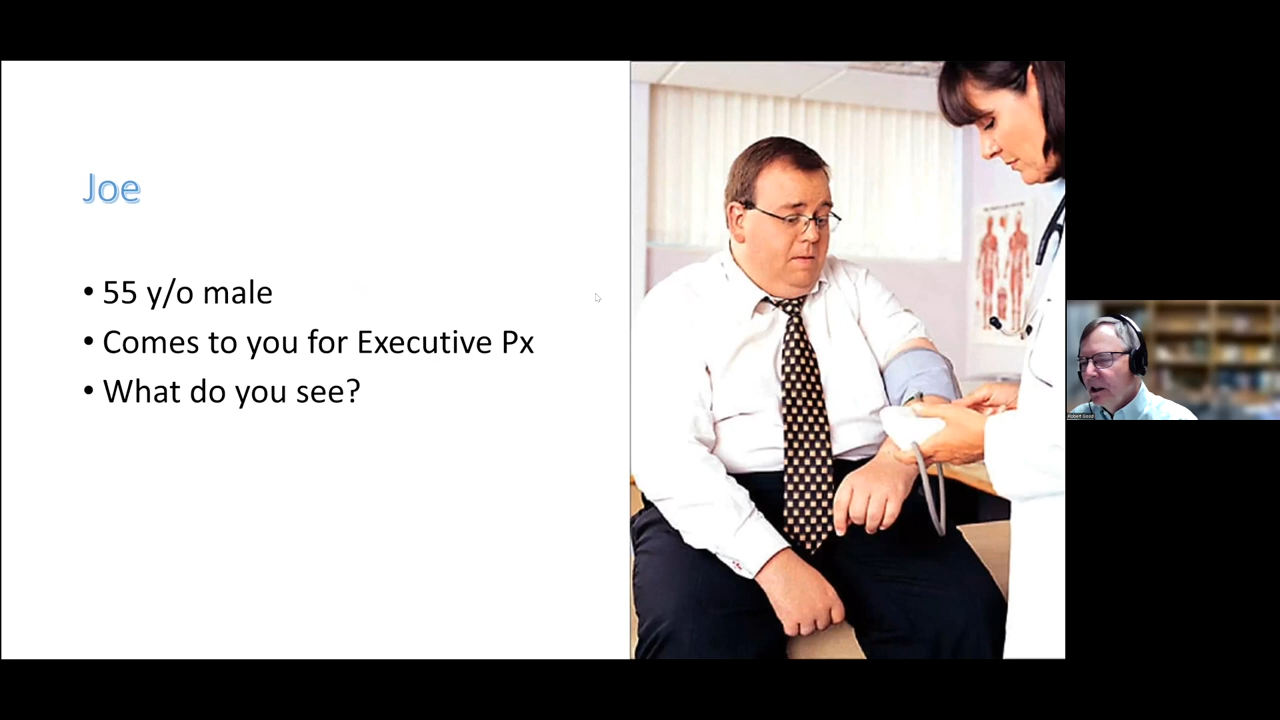 Joe
• 55 y/o male
• Comes to you for Executive Px
• What do you see?